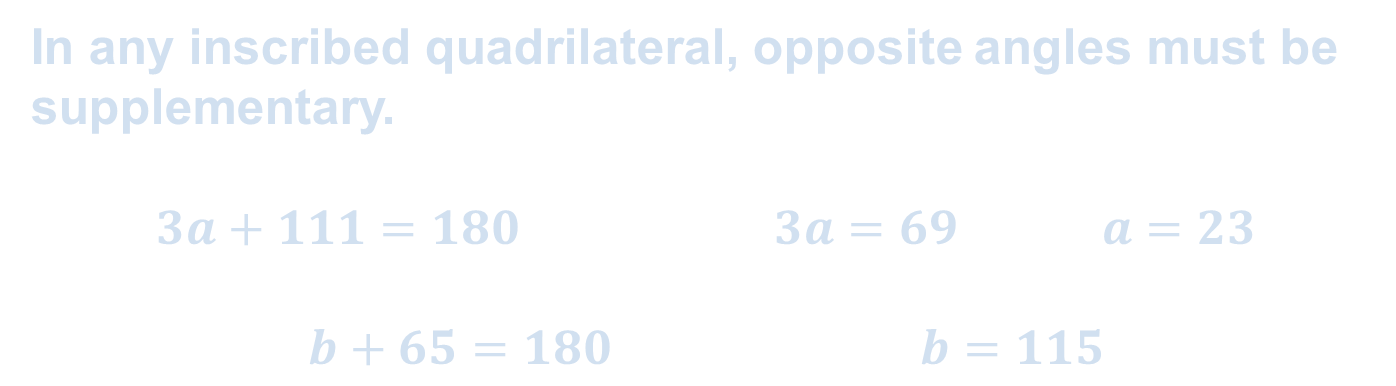 In any inscribed quadrilateral, opposite angles must be
supplementary.
3a + 111 = 180 3a = 69 a = 23
b + 65 = 180 b = 115